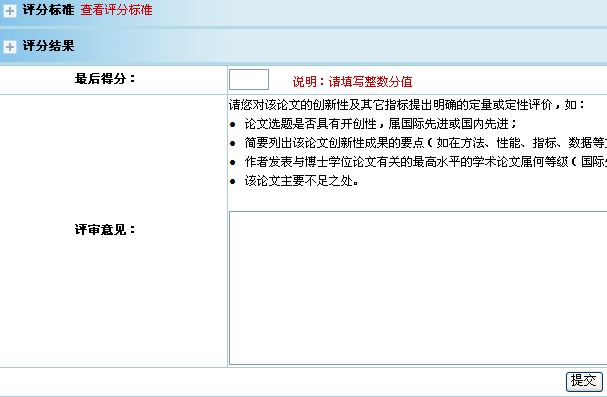 评分标准 查看评分标准
评分结果
最后得分：
说明：请填写整数分值
请您对该论文的创新性及其它指标提出明确的定量或定性评价，如：
● 论文选题是否具有开创性，属国际先进或国内先进；
● 简要列出该论文创新性成果的要点（如在方法、性能、指标、数据等
● 作者发表与博士学位论文有关的最高水平的学术论文属何等级（国际
● 该论文主要不足之处。
评审意见：
提交